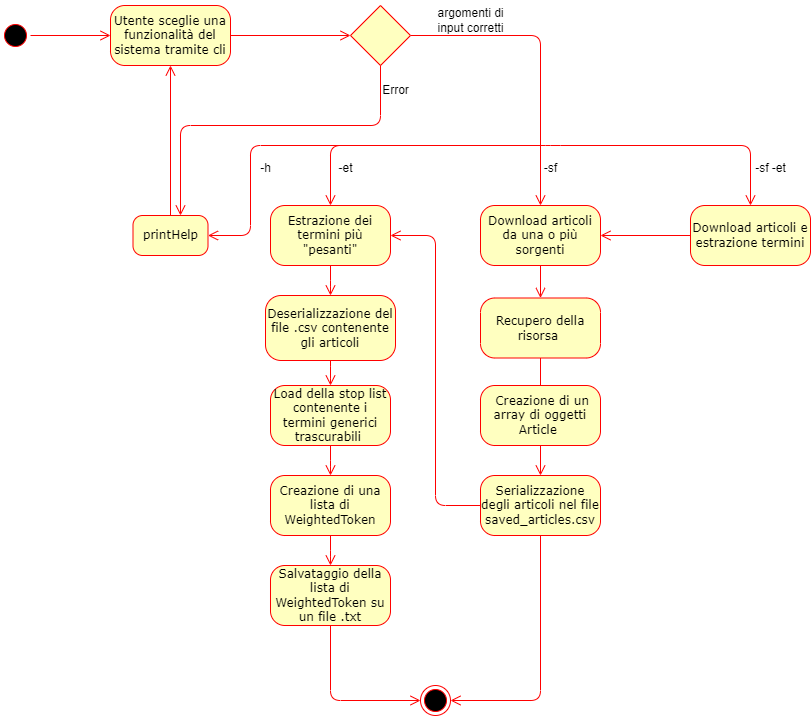 Utente sceglie una
funzionalità del
sistema tramite cli
argomenti di
input corretti
Error
-h
-et
-sf
-sf -et
printHelp
Estrazione dei
termini più
"pesanti"
Download articoli
da una o più
sorgenti
Download articoli e
estrazione termini
Deserializzazione del
file .csv contenente
gli articoli
Recupero della
risorsa
Load della stop list
contenente i
termini generici
trascurabili
Creazione di un
array di oggetti
Article
Creazione di una
lista di
WeightedToken
Serializzazione
degli articoli nel file
saved_articles.csv
Salvataggio della
lista di
WeightedToken su
un file .txt